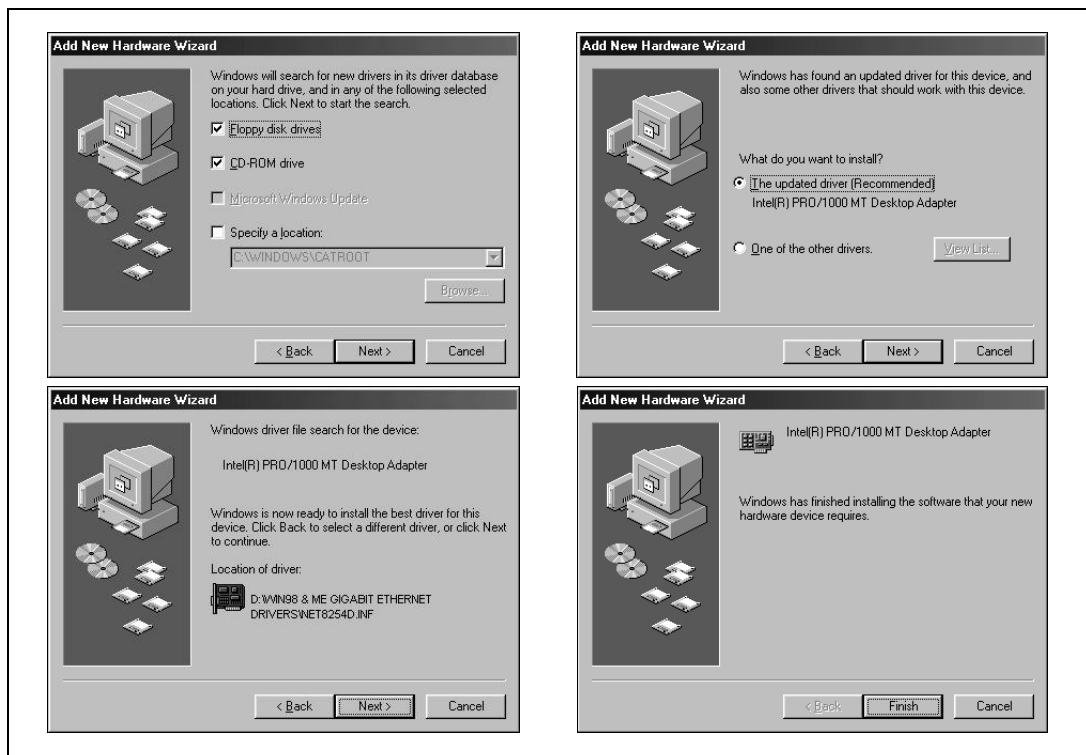 Add New Hardware Wizard
Windows will search for new drivers in its driver database
on your hard drive, and in any of the following selected
locations. Click Next to start the search.
Floppy disk drives
CD-ROM drive
Microsoft Windows Update
Specify a location:
C:\WINDOWS\CATROOT
Browse...
< Back
Next >
Cancel
Add New Hardware Wizard
Windows has found an updated driver for this device, and
also some other drivers that should work with this device.
What do you want to install?
The updated driver (Recommended)
Intel(R) PRO/1000 MT Desktop Adapter
One of the other drivers.
View List...
< Back
Next >
Cancel
Add New Hardware Wizard
Windows driver file search for the device:
Intel(R) PRO/1000 MT Desktop Adapter
Windows is now ready to install the best driver for this
device. Click Back to select a different driver, or click Next
to continue.
Location of driver:
D:\WIN98 & ME GIGABIT ETHERNET
DRIVERS\NET8254D.INF
< Back
Next >
Cancel
Add New Hardware Wizard
Intel(R) PRO/1000 MT Desktop Adapter
Windows has finished installing the software that your new
hardware device requires.
< Back
Finish
Cancel